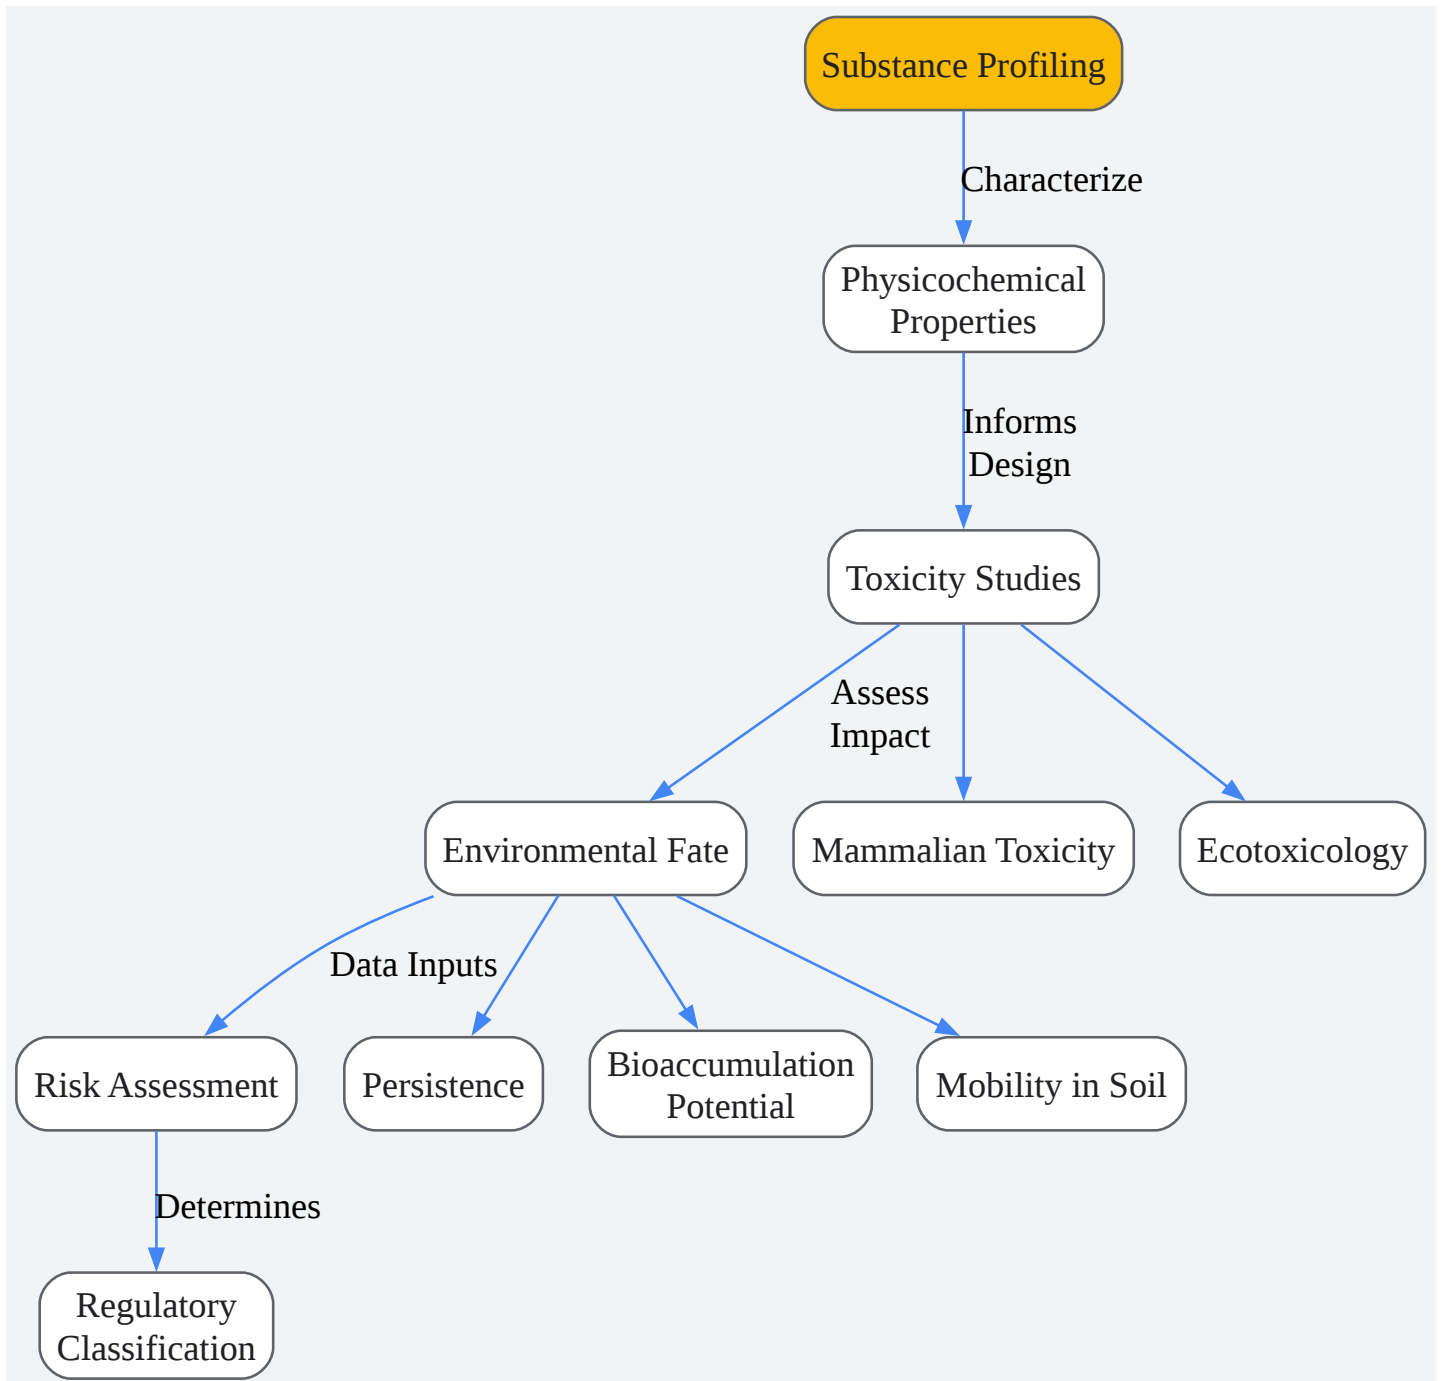 Substance Profiling
Characterize
Physicochemical
Properties
Informs
Design
Toxicity Studies
Assess
Impact
Environmental Fate
Mammalian Toxicity
Ecotoxicology
Data Inputs
Risk Assessment
Persistence
Bioaccumulation
Potential
Mobility in Soil
Determines
Regulatory
Classification